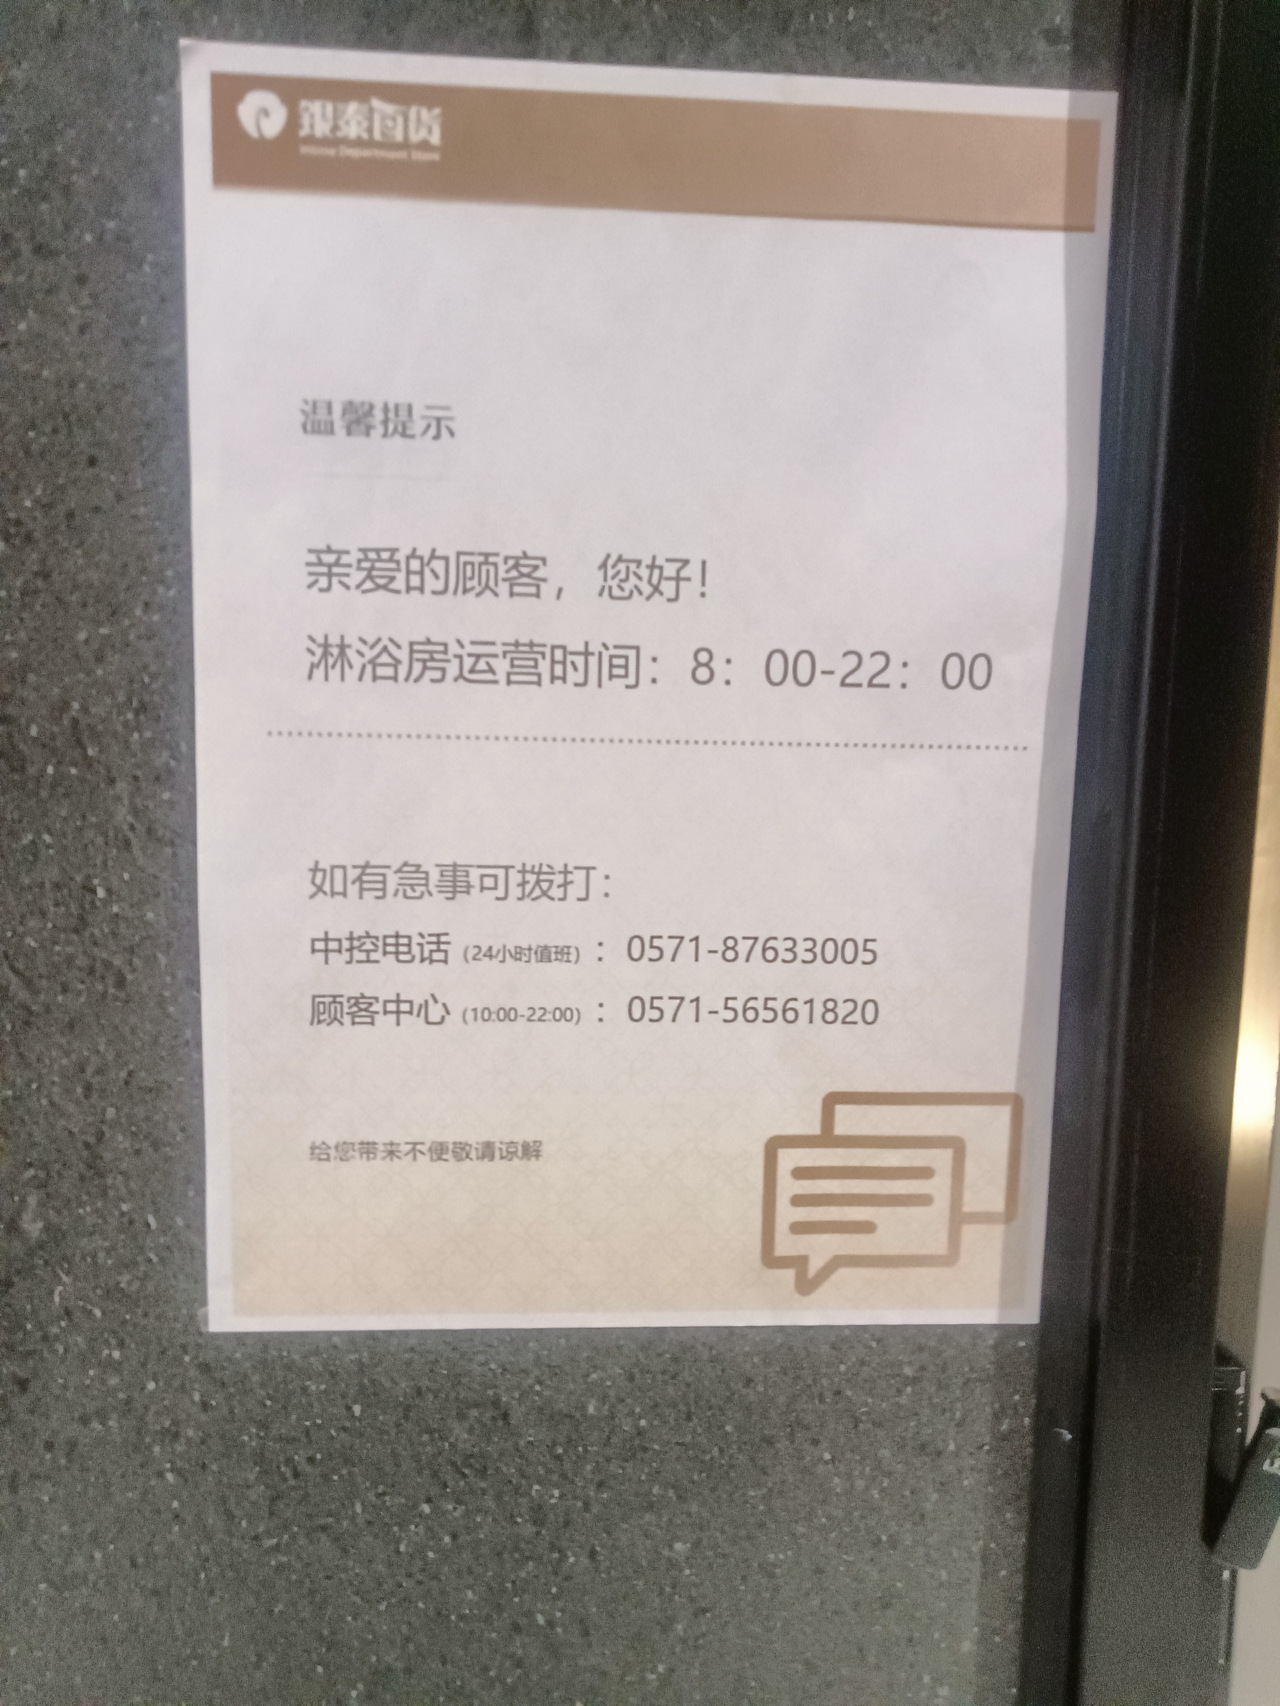 银泰百货
Intime Department Store
温馨提示
亲爱的顾客，您好！
淋浴房运营时间：8：00-22：00
如有急事可拨打：
中控电话（24小时值班）：0571-87633005
顾客中心（10:00-22:00）：0571-56561820
给您带来不便敬请谅解